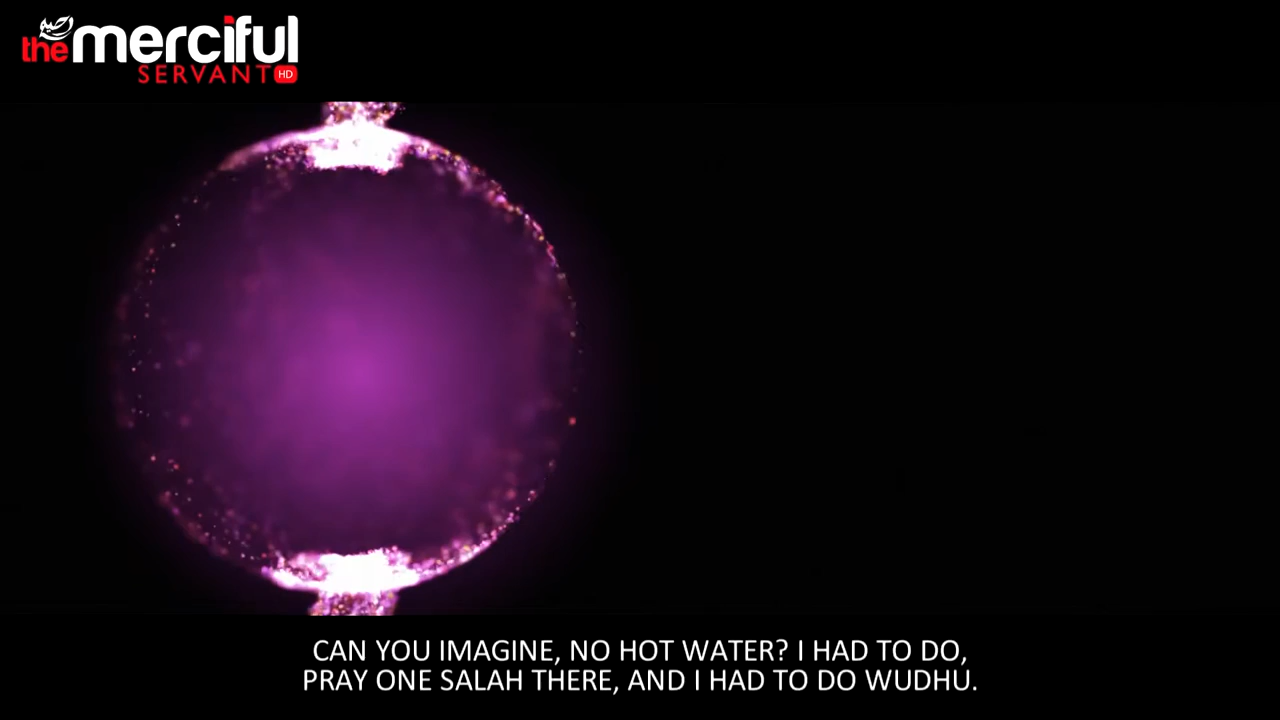 the merciful
SERVANT HD
CAN YOU IMAGINE, NO HOT WATER? I HAD TO DO,
PRAY ONE SALAH THERE, AND I HAD TO DO WUDHU.